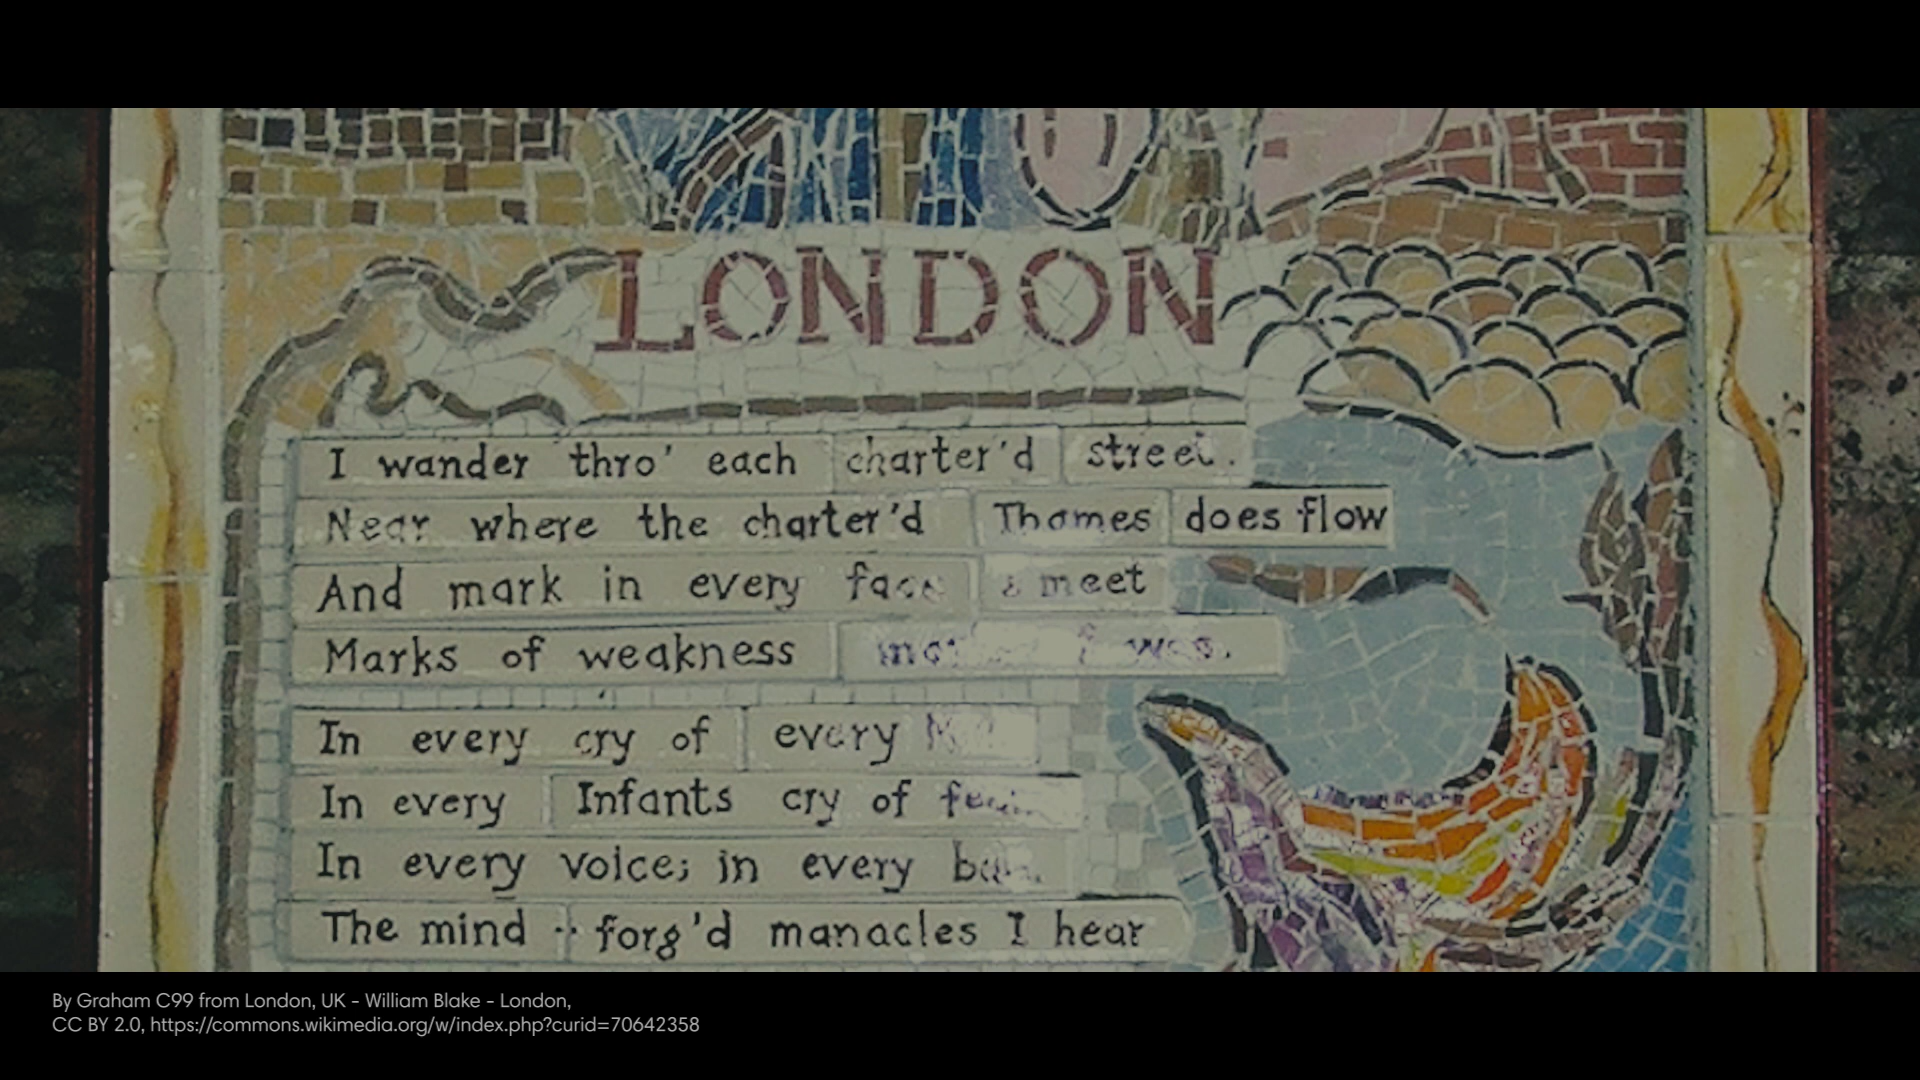 LONDON
I wander thro' each charter'd street.
Near where the charter'd Thames does flow
And mark in every face I meet
Marks of weakness
In every cry of every
In every Infants cry of
In every voice; in every
The mind-forg'd manacles I hear
By Graham C99 from London, UK - William Blake - London,
CC BY 2.0, https://commons.wikimedia.org/w/index.php?curid=70642358